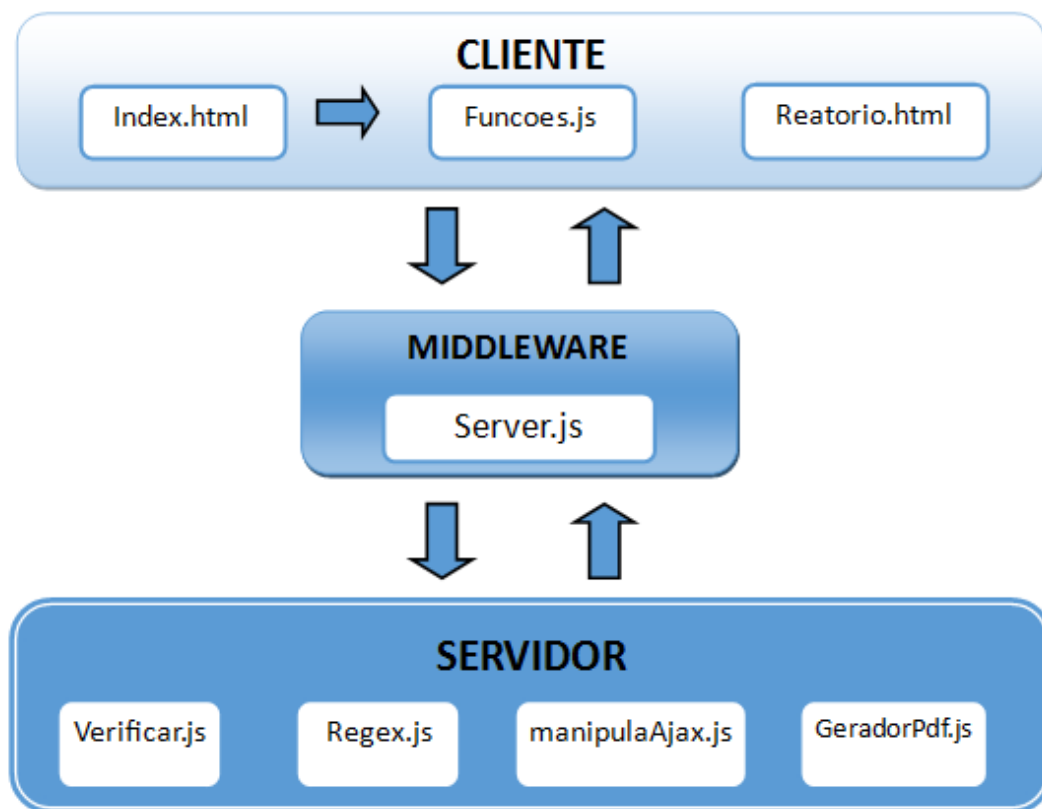 CLIENTE
Index.html
Funcoes.js
Reatorio.html
MIDDLEWARE
Server.js
SERVIDOR
Verificar.js
Regex.js
manipulaAjax.js
GeradorPdf.js